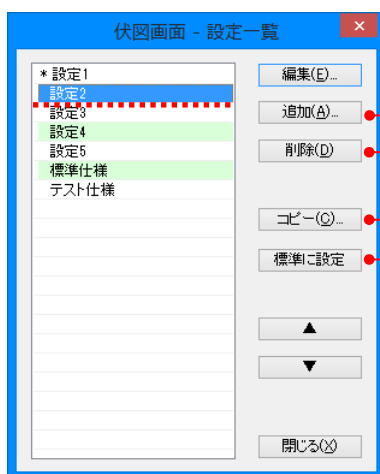 伏図画面 - 設定一覧
×
* 設定1
設定2
設定3
設定4
設定5
標準仕様
テスト仕様
編集(E)...
追加(A)...
削除(D)
コピー(C)...
標準に設定
▲
▼
閉じる(X)